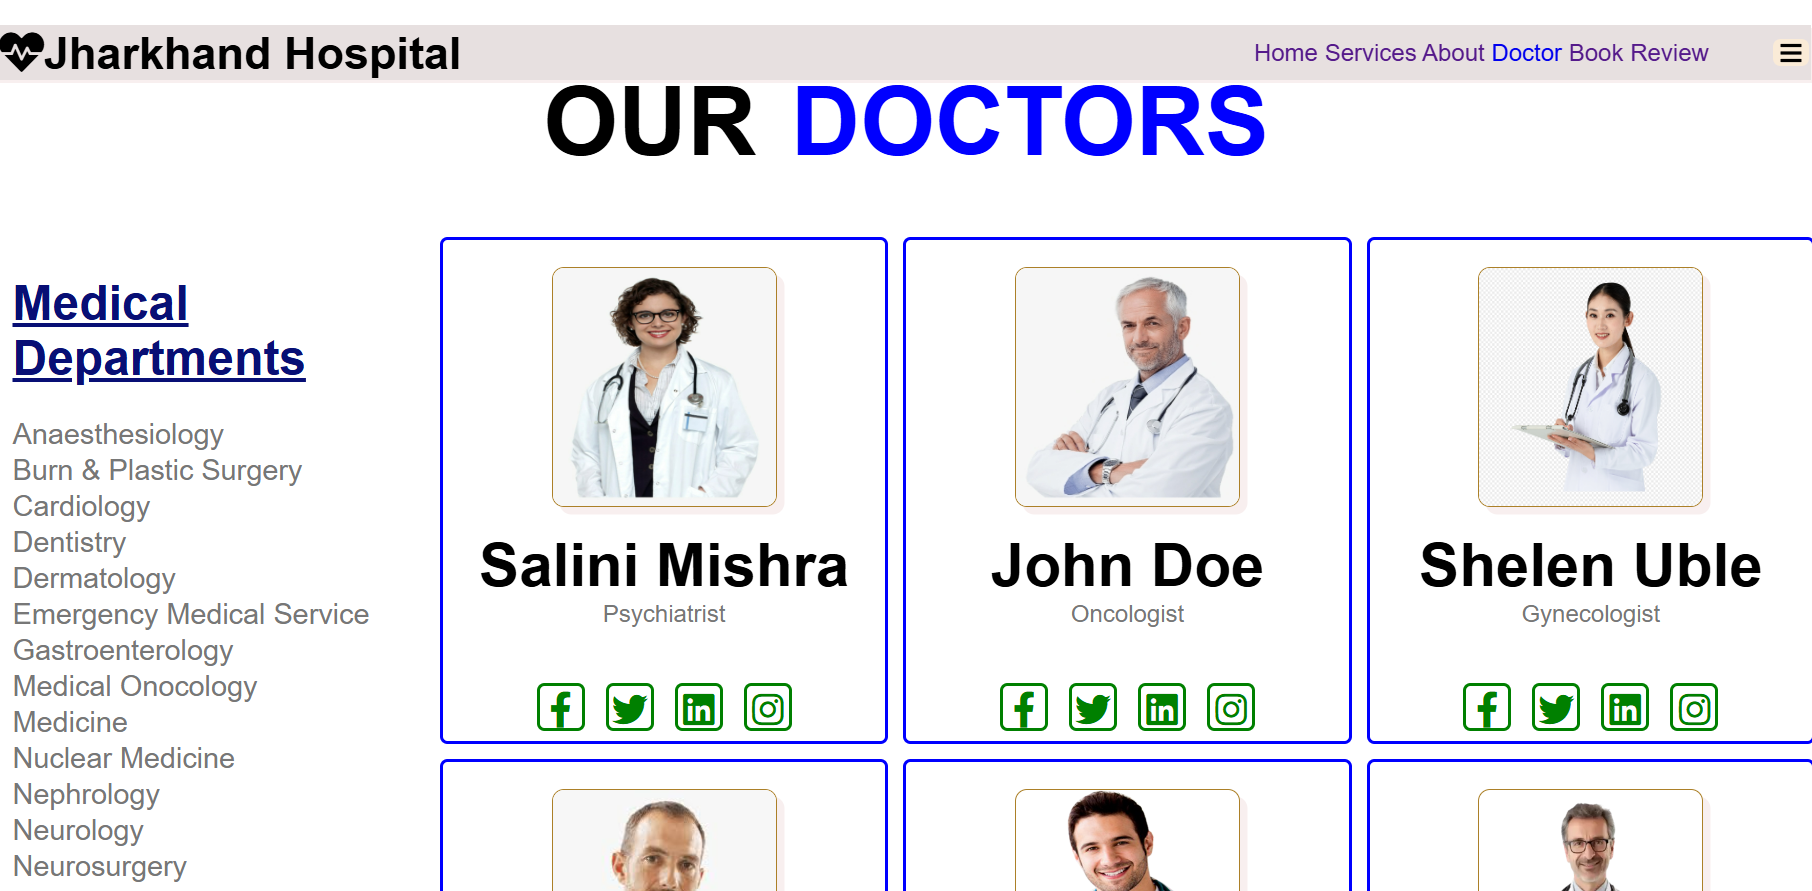 Jharkhand Hospital
Home Services About Doctor Book Review
OUR DOCTORS
Medical
Departments
Anaesthesiology
Burn & Plastic Surgery
Cardiology
Dentistry
Dermatology
Emergency Medical Service
Gastroenterology
Medical Onocology
Medicine
Nuclear Medicine
Nephrology
Neurology
Neurosurgery
Salini Mishra
Psychiatrist
John Doe
Oncologist
Shelen Uble
Gynecologist